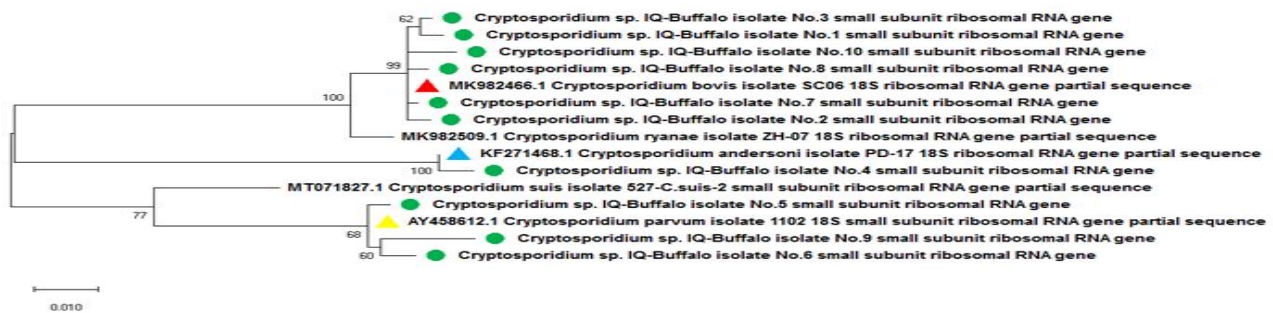 62 Cryptosporidium sp. IQ-Buffalo isolate No.3 small subunit ribosomal RNA gene
Cryptosporidium sp. IQ-Buffalo isolate No.1 small subunit ribosomal RNA gene
Cryptosporidium sp. IQ-Buffalo isolate No.10 small subunit ribosomal RNA gene
99 Cryptosporidium sp. IQ-Buffalo isolate No.8 small subunit ribosomal RNA gene
MK982466.1 Cryptosporidium bovis isolate SC06 18S ribosomal RNA gene partial sequence
100 Cryptosporidium sp. IQ-Buffalo isolate No.7 small subunit ribosomal RNA gene
Cryptosporidium sp. IQ-Buffalo isolate No.2 small subunit ribosomal RNA gene
MK982509.1 Cryptosporidium ryanae isolate ZH-07 18S ribosomal RNA gene partial sequence
KF271468.1 Cryptosporidium andersoni isolate PD-17 18S ribosomal RNA gene partial sequence
100 Cryptosporidium sp. IQ-Buffalo isolate No.4 small subunit ribosomal RNA gene
MT071827.1 Cryptosporidium suis isolate 527-C.suis-2 small subunit ribosomal RNA gene partial sequence
Cryptosporidium sp. IQ-Buffalo isolate No.5 small subunit ribosomal RNA gene
77 AY458612.1 Cryptosporidium parvum isolate 1102 18S small subunit ribosomal RNA gene partial sequence
68 Cryptosporidium sp. IQ-Buffalo isolate No.9 small subunit ribosomal RNA gene
60 Cryptosporidium sp. IQ-Buffalo isolate No.6 small subunit ribosomal RNA gene
0.010